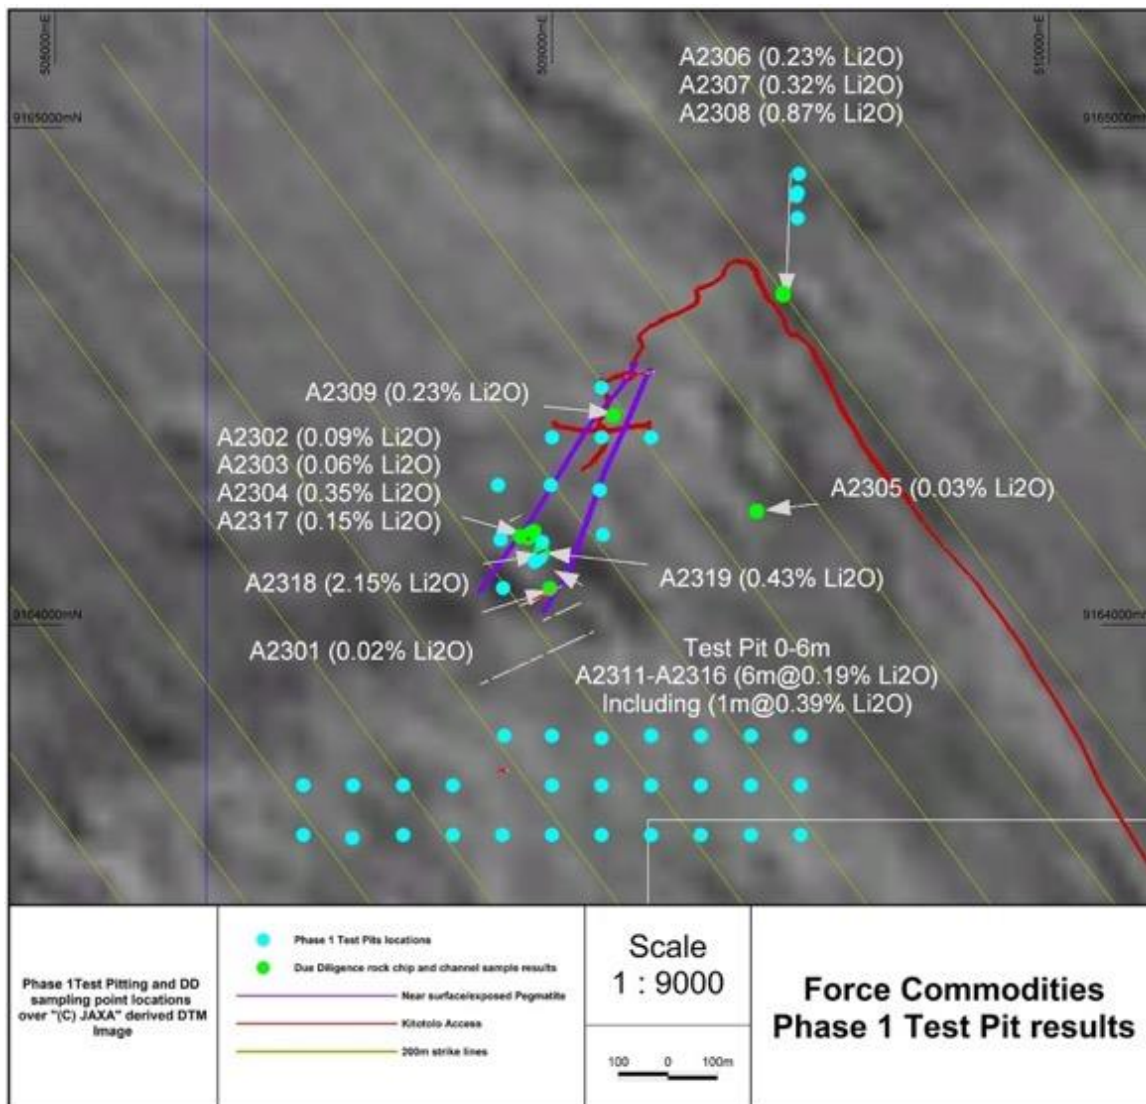 508000mE
509000mE
510000mE
9165000mN
9165000mN
A2306 (0.23% Li2O)
A2307 (0.32% Li2O)
A2308 (0.87% Li2O)
A2309 (0.23% Li2O)
A2302 (0.09% Li2O)
A2303 (0.06% Li2O)
A2304 (0.35% Li2O)
A2317 (0.15% Li2O)
A2305 (0.03% Li2O)
A2318 (2.15% Li2O)
A2319 (0.43% Li2O)
9164000mN
9164000mN
A2301 (0.02% Li2O)
Test Pit 0-6m
A2311-A2316 (6m@0.19% Li2O)
Including (1m@0.39% Li2O)
Phase 1Test Pitting and DD
sampling point locations
over "(C) JAXA" derived DTM
Image
Phase 1 Test Pits locations
Due Diligence rock chip and channel sample results
Near surface/exposed Pegmatite
Kitotolo Access
200m strike lines
Scale
1 : 9000
100 0 100m
Force Commodities
Phase 1 Test Pit results